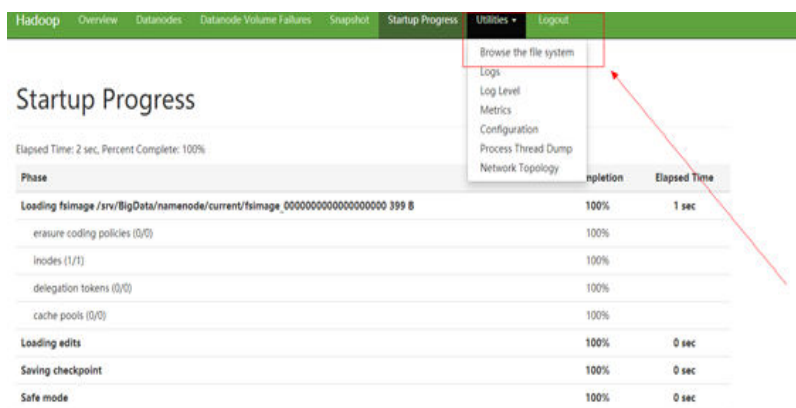 Hadoop Overview Datanodes Datanode Volume Failures Snapshot Startup Progress Utilities Logout
Browse the file system
Logs
Log Level
Metrics
Configuration
Process Thread Dump
Network Topology
Startup Progress
Elapsed Time: 2 sec, Percent Complete: 100%
Phase mpletion Elapsed Time
Loading fsimage /srv/BigData/namenode/current/fsimage_0000000000000000000 399 B 100% 1 sec
erasure coding policies (0/0) 100%
inodes (1/1) 100%
delegation tokens (0/0) 100%
cache pools (0/0) 100%
Loading edits 100% 0 sec
Saving checkpoint 100% 0 sec
Safe mode 100% 0 sec